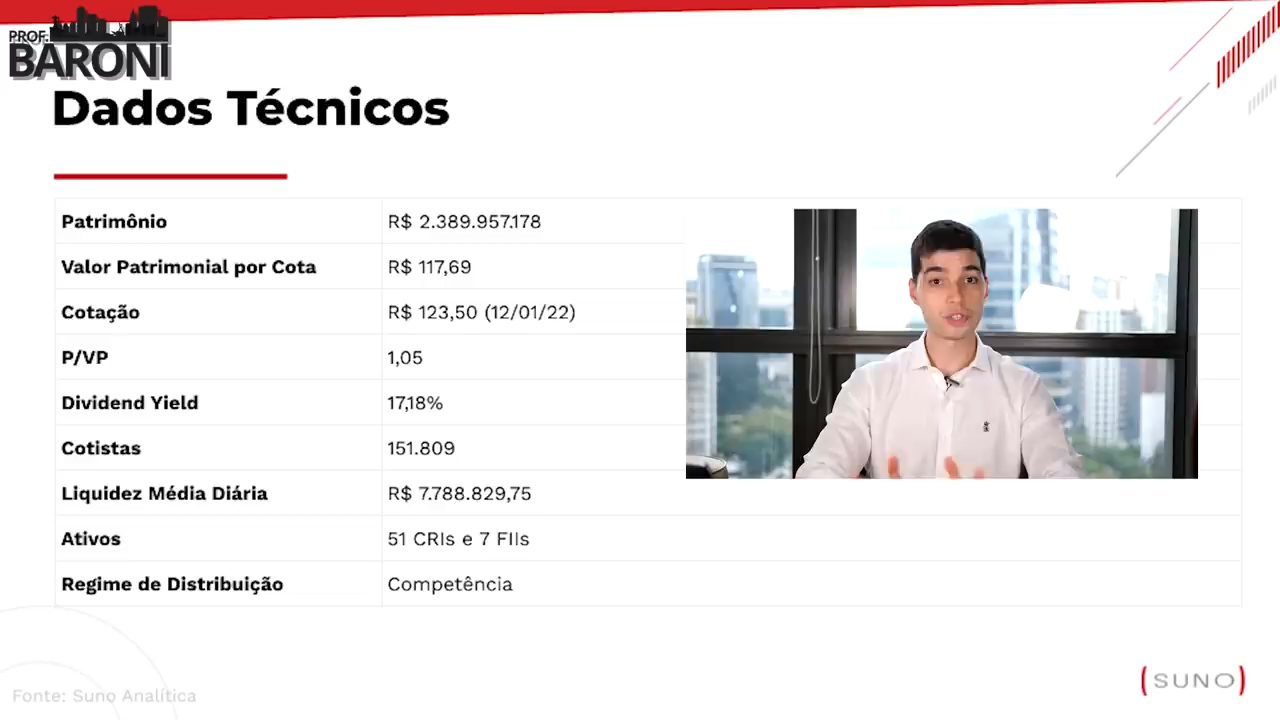 PROF.
BARONI
Dados Técnicos
Patrimônio R$ 2.389.957.178
Valor Patrimonial por Cota R$ 117,69
Cotação R$ 123,50 (12/01/22)
P/VP 1,05
Dividend Yield 17,18%
Cotistas 151.809
Liquidez Média Diária R$ 7.788.829,75
Ativos 51 CRIs e 7 FIIs
Regime de Distribuição Competência
Fonte: Suno Analítica
(SUNO)